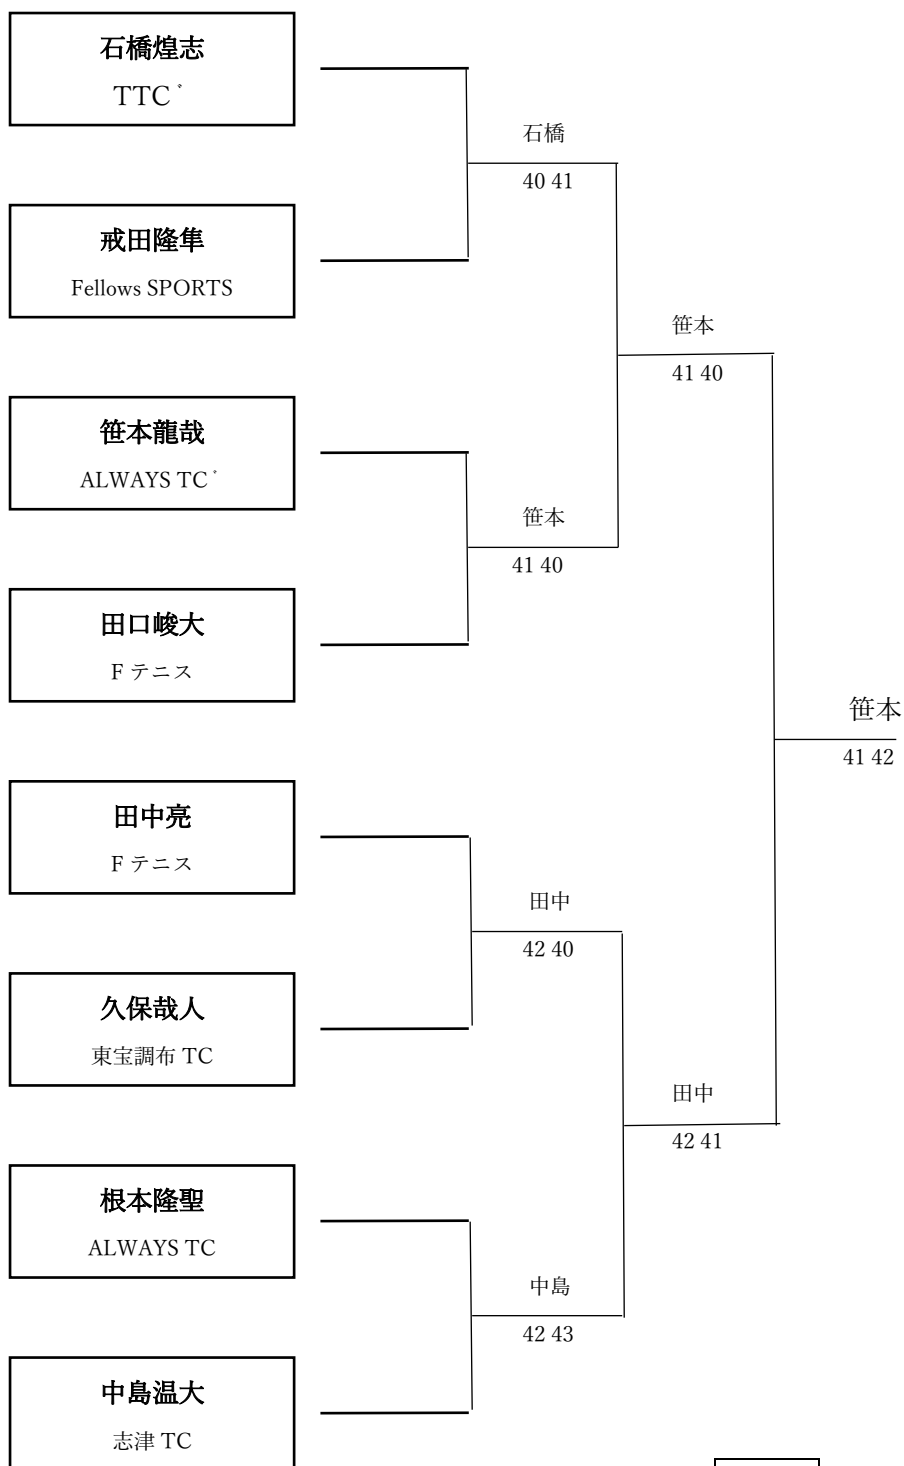 石橋煌志
TTC゜
石橋
40 41
戒田隆隼
Fellows SPORTS
笹本
41 40
笹本龍哉
ALWAYS TC゜
笹本
41 40
田口峻大
F テニス
笹本
41 42
田中亮
F テニス
田中
42 40
久保哉人
東宝調布 TC
田中
42 41
根本隆聖
ALWAYS TC
中島
42 43
中島温大
志津 TC